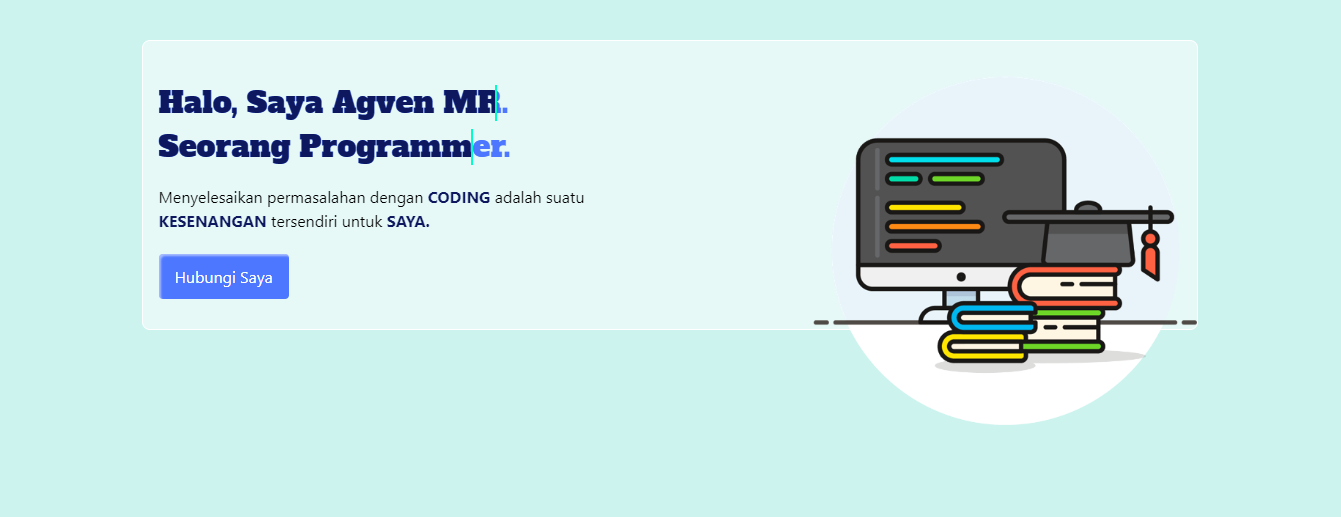 Halo, Saya Agven MR.
Seorang Programmer.
Menyelesaikan permasalahan dengan CODING adalah suatu
KESENANGAN tersendiri untuk SAYA.
Hubungi Saya